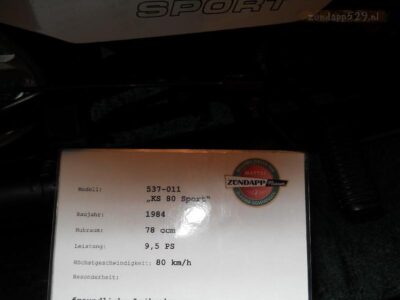 SPORT
zundapp529.nl
Modell: 537-011
„KS 80 Sport"
Baujahr: 1984
Hubraum: 78 ccm
Leistung: 9,5 PS
Höchstgeschwindigkeit: 80 km/h
Besonderheit:
ZÜNDAPP